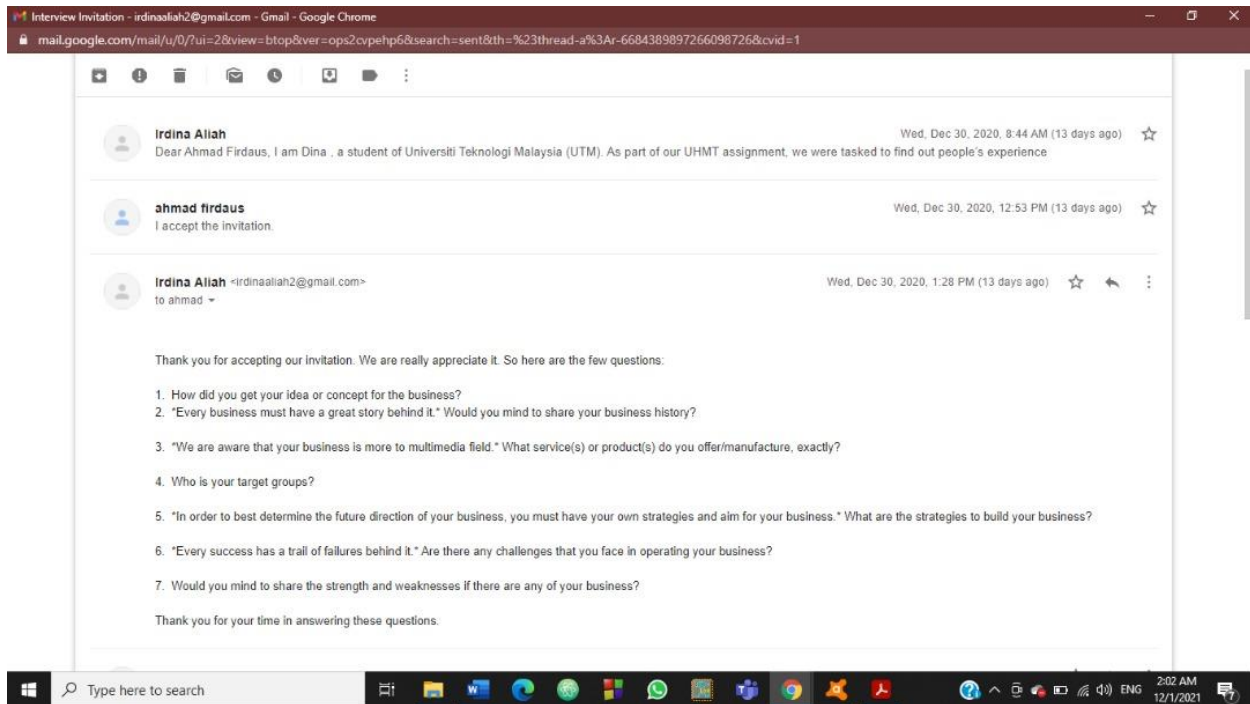 Interview Invitation - irdinaaliah2@gmail.com - Gmail - Google Chrome
mail.google.com/mail/u/0/?ui=2&view=btop&ver=ops2cvpehp6&search=sent&th=%23thread-a%3Ar-6684389897266098726&cvid=1
Irdina Aliah
Wed, Dec 30, 2020, 8:44 AM (13 days ago)
Dear Ahmad Firdaus, I am Dina , a student of Universiti Teknologi Malaysia (UTM). As part of our UHMT assignment, we were tasked to find out people's experience
ahmad firdaus
Wed, Dec 30, 2020, 12:53 PM (13 days ago)
I accept the invitation.
Irdina Aliah <irdinaaliah2@gmail.com>
Wed, Dec 30, 2020, 1:28 PM (13 days ago)
to ahmad
Thank you for accepting our invitation. We are really appreciate it. So here are the few questions:
1. How did you get your idea or concept for the business?
2. "Every business must have a great story behind it." Would you mind to share your business history?
3. "We are aware that your business is more to multimedia field." What service(s) or product(s) do you offer/manufacture, exactly?
4. Who is your target groups?
5. "In order to best determine the future direction of your business, you must have your own strategies and aim for your business." What are the strategies to build your business?
6. "Every success has a trail of failures behind it." Are there any challenges that you face in operating your business?
7. Would you mind to share the strength and weaknesses if there are any of your business?
Thank you for your time in answering these questions.
Type here to search
ENG
2:02 AM
12/1/2021